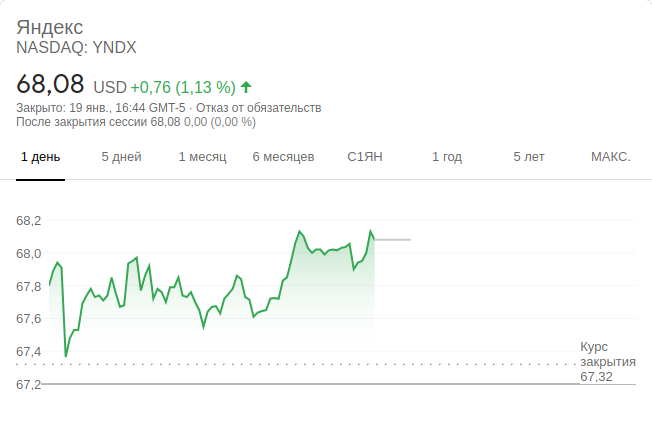 Яндекс
NASDAQ: YNDX
68,08 USD +0,76 (1,13 %)
Закрыто: 19 янв., 16:44 GMT-5 · Отказ от обязательств
После закрытия сессии 68,08 0,00 (0,00 %)
1 день 5 дней 1 месяц 6 месяцев С1ЯН 1 год 5 лет МАКС.
68,2
68,0
67,8
67,6
67,4
Курс
закрытия
67,32
67,2